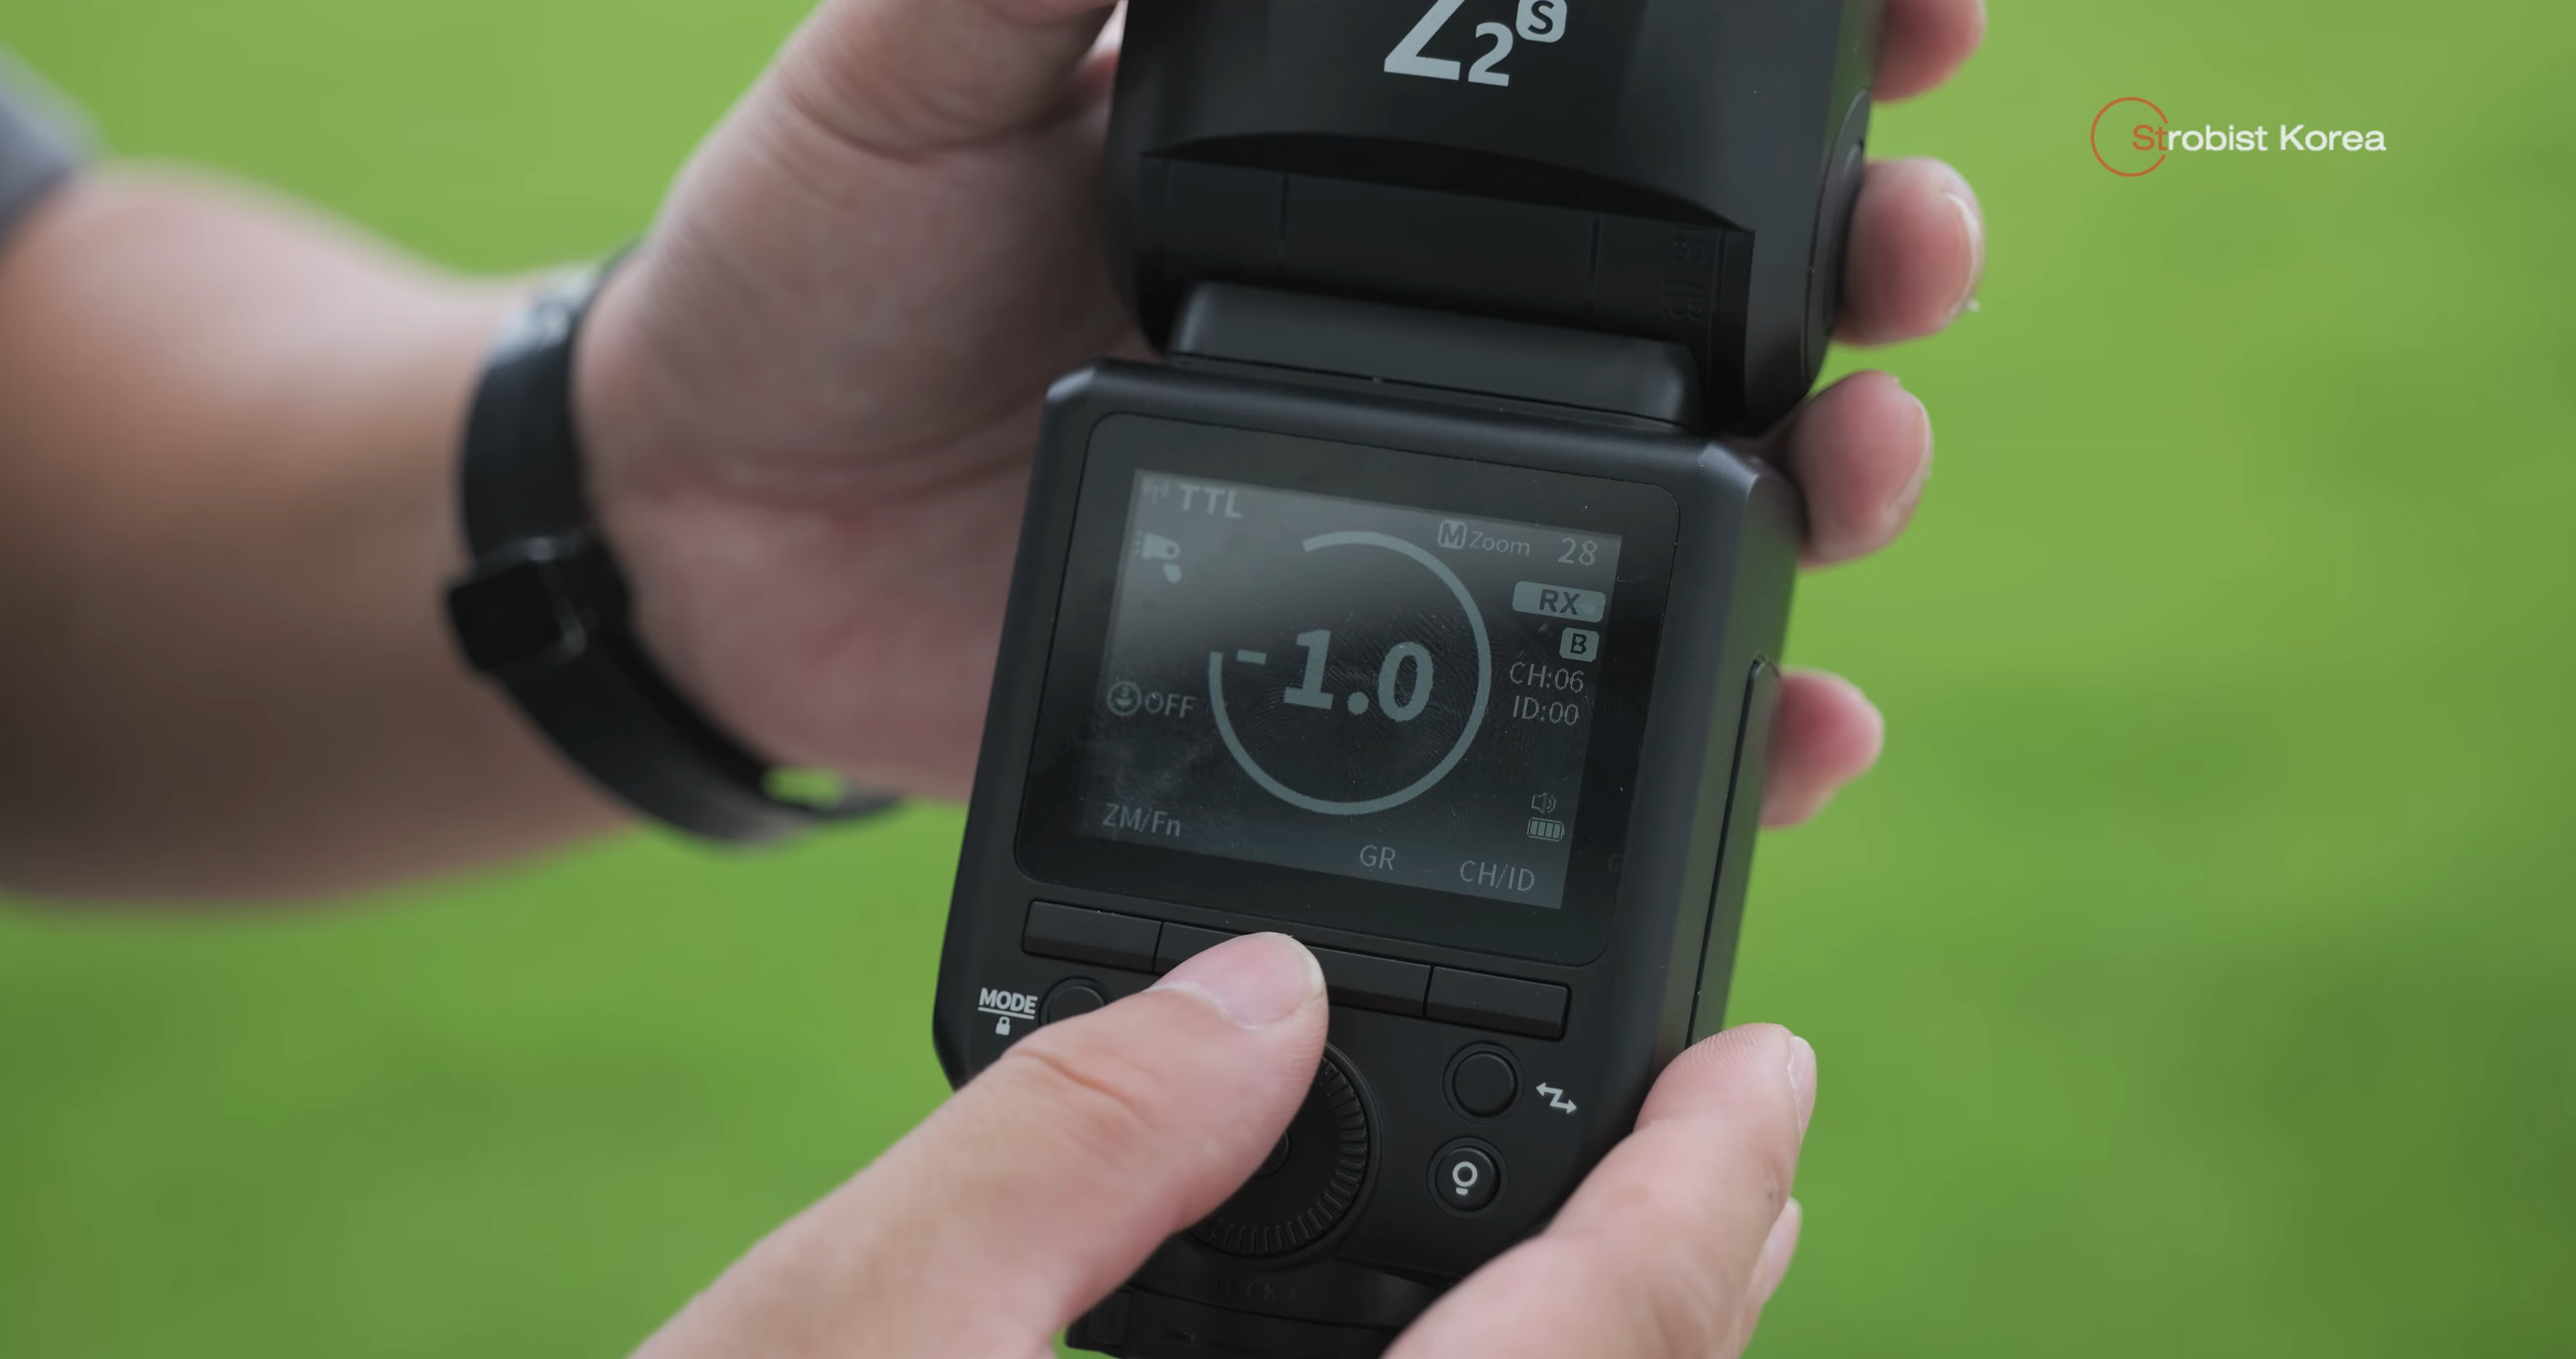 Z2 S
Strobist Korea
TTL
M Zoom 28
RX
B
-1.0
CH:06
OFF
ID:00
ZM/Fn
GR
CH/ID
MODE